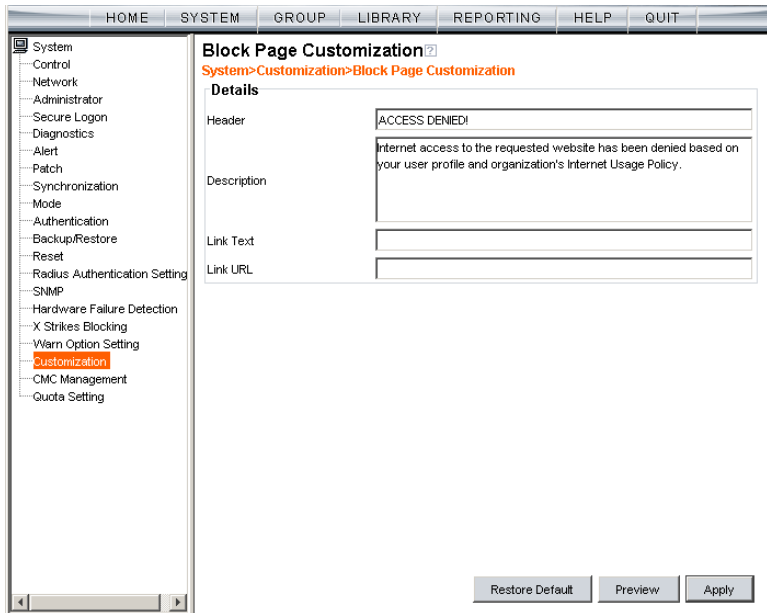 HOME SYSTEM GROUP LIBRARY REPORTING HELP QUIT
System
Control
Network
Administrator
Secure Logon
Diagnostics
Alert
Patch
Synchronization
Mode
Authentication
Backup/Restore
Reset
Radius Authentication Setting
SNMP
Hardware Failure Detection
X Strikes Blocking
Warn Option Setting
Customization
CMC Management
Quota Setting
Block Page Customization?
System>Customization>Block Page Customization
Details
Header
ACCESS DENIED!
Description
Internet access to the requested website has been denied based on
your user profile and organization's Internet Usage Policy.
Link Text
Link URL
Restore Default Preview Apply